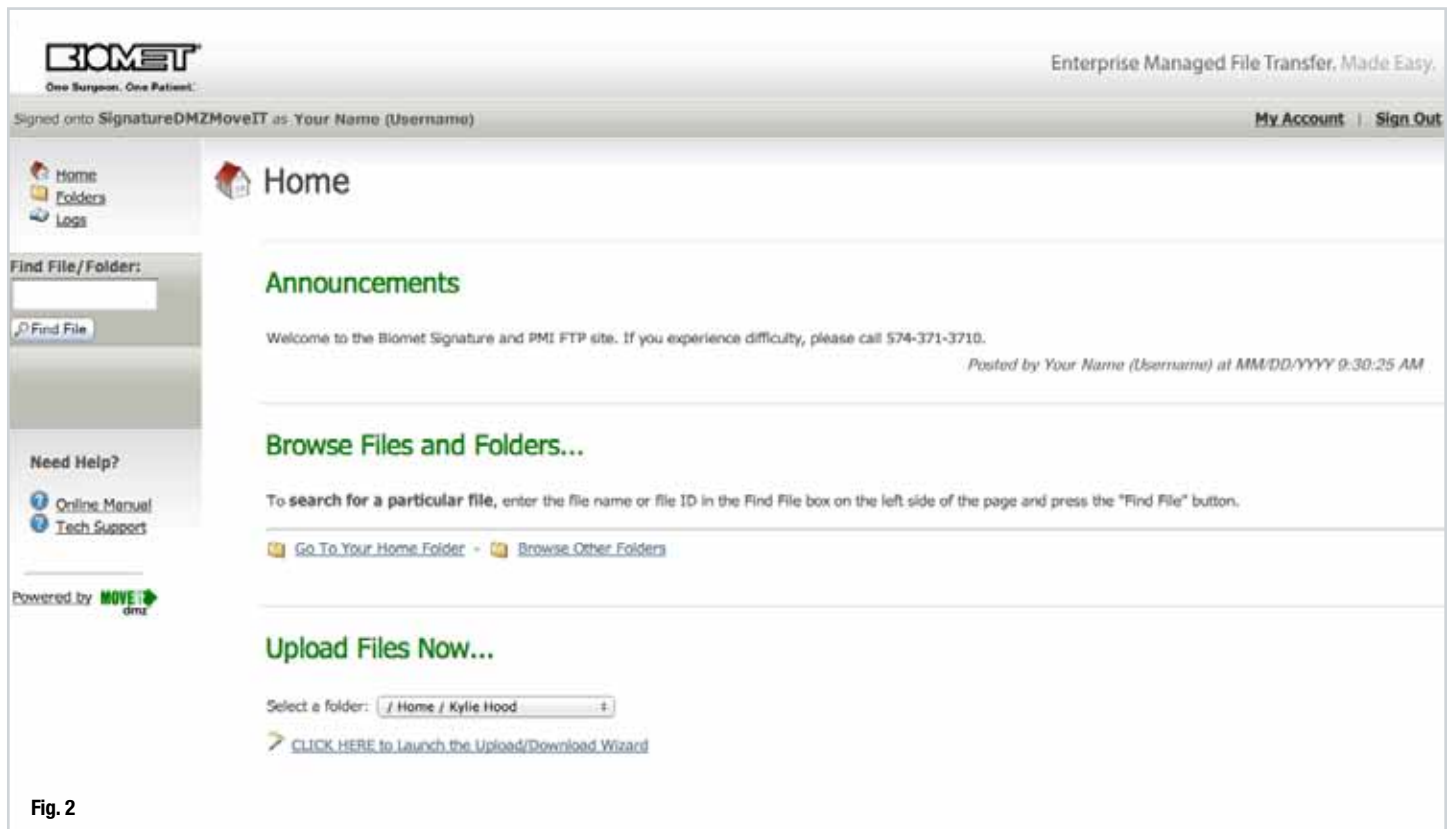 BIOMET
One Surgeon. One Patient.
Enterprise Managed File Transfer. Made Easy.
Signed onto SignatureDMZMoveIT as Your Name (Username)
My Account | Sign Out
Home
Folders
Logs
Find File/Folder:
Find File
Need Help?
Online Manual
Tech Support
Powered by MOVEit dmz
Home
Announcements
Welcome to the Biomet Signature and PMI FTP site. If you experience difficulty, please call 574-371-3710.
Posted by Your Name (Username) at MM/DD/YYYY 9:30:25 AM
Browse Files and Folders...
To search for a particular file, enter the file name or file ID in the Find File box on the left side of the page and press the "Find File" button.
Go To Your Home Folder - Browse Other Folders
Upload Files Now...
Select a folder: / Home / Kylie Hood
CLICK HERE to Launch the Upload/Download Wizard
Fig. 2